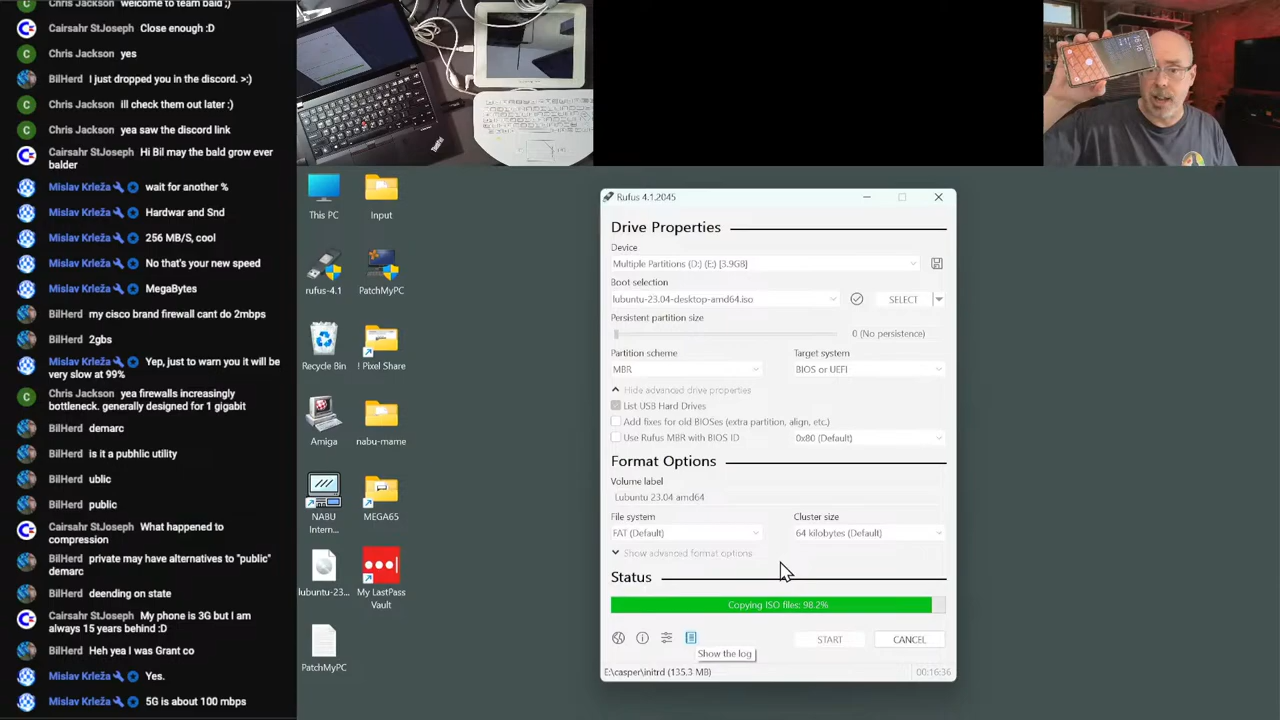 Chris Jackson welcome to team bald ;)
Cairsahr StJoseph Close enough :D
Chris Jackson yes
BilHerd I just dropped you in the discord. >:)
Chris Jackson ill check them out later :)
Chris Jackson yea saw the discord link
Cairsahr StJoseph Hi Bil may the bald grow ever
balder
Mislav Krleža wait for another %
Mislav Krleža Hardwar and Snd
Mislav Krleža 256 MB/S, cool
Mislav Krleža No that's your new speed
Mislav Krleža MegaBytes
BilHerd my cisco brand firewall cant do 2mbps
BilHerd 2gbs
Mislav Krleža Yep, just to warn you it will be
very slow at 99%
Chris Jackson yea firewalls increasingly
bottleneck. generally designed for 1 gigabit
BilHerd demarc
BilHerd is it a pubhlic utility
BilHerd ublic
BilHerd public
Cairsahr StJoseph What happened to
compression
BilHerd private may have alternatives to "public"
demarc
BilHerd deending on state
Cairsahr StJoseph My phone is 3G but I am
always 15 years behind :D
BilHerd Heh yea I was Grant co
Mislav Krleža Yes.
Mislav Krleža 5G is about 100 mbps
ThinkPad
This PC
Input
rufus-4.1
PatchMyPC
Recycle Bin
! Pixel Share
Amiga
nabu-mame
NABU
Intern...
MEGA65
lubuntu-23...
My LastPass
Vault
PatchMyPC
Rufus 4.1.2045
Drive Properties
Device
Multiple Partitions (D:) (E:) [3.9GB]
Boot selection
lubuntu-23.04-desktop-amd64.iso
SELECT
Persistent partition size
0 (No persistence)
Partition scheme
Target system
MBR
BIOS or UEFI
Hide advanced drive properties
List USB Hard Drives
Add fixes for old BIOSes (extra partition, align, etc.)
Use Rufus MBR with BIOS ID
0x80 (Default)
Format Options
Volume label
Lubuntu 23.04 amd64
File system
Cluster size
FAT (Default)
64 kilobytes (Default)
Show advanced format options
Status
Copying ISO files: 98.2%
START
CANCEL
Show the log
E:\casper\initrd (135.3 MB)
00:16:36